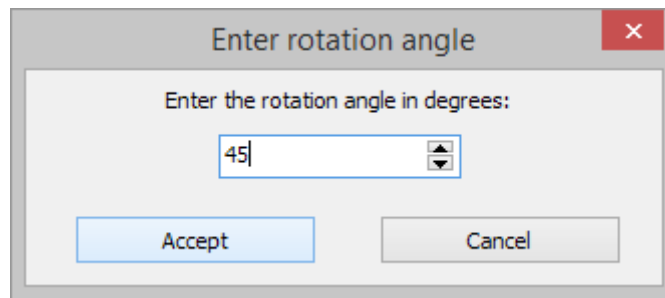 Enter rotation angle
Enter the rotation angle in degrees:
45
Accept Cancel